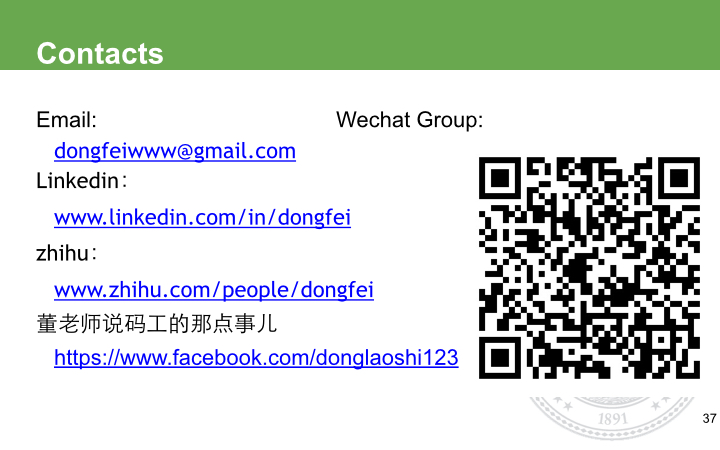 Contacts
Email:
dongfeiwww@gmail.com
Linkedin：
www.linkedin.com/in/dongfei
zhihu：
www.zhihu.com/people/dongfei
董老师说码工的那点事儿
https://www.facebook.com/donglaoshi123
Wechat Group:
1891
37